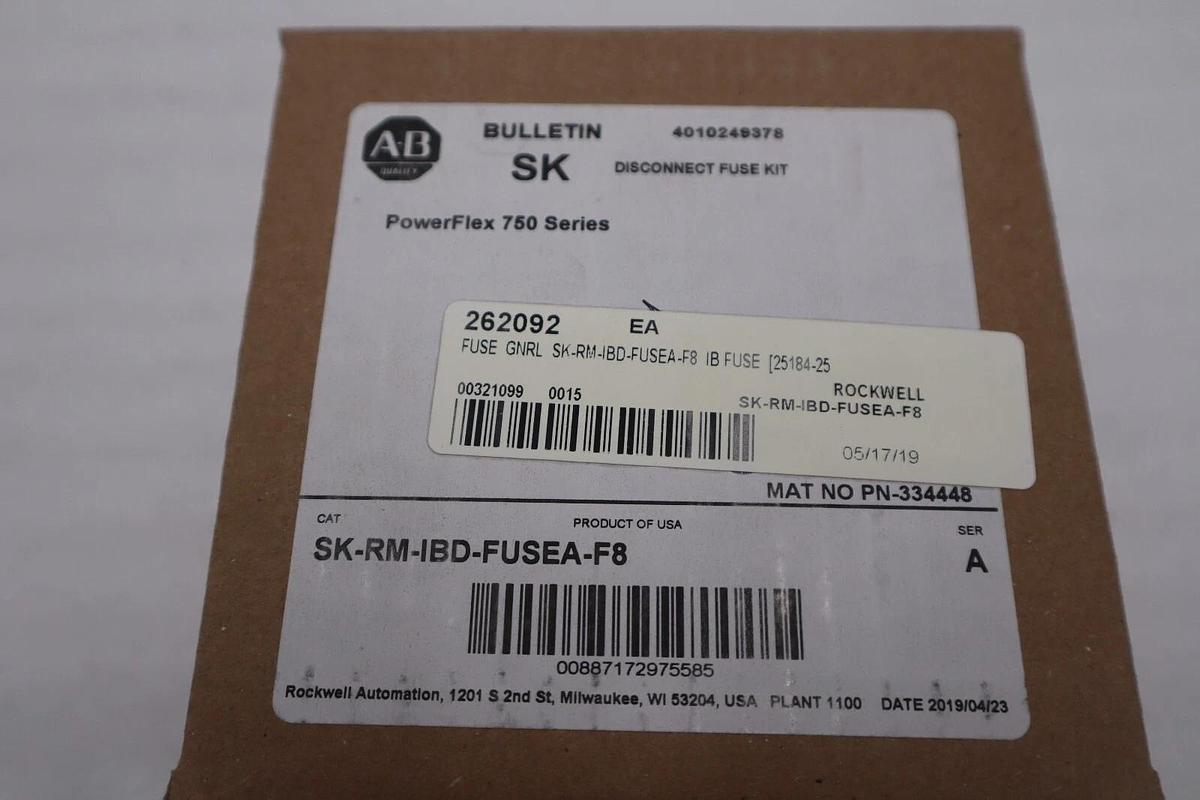 A-B
QUALITY
BULLETIN 4010249378
SK DISCONNECT FUSE KIT
PowerFlex 750 Series
262092 EA
FUSE GNRL SK-RM-IBD-FUSEA-F8 IB FUSE [25184-25
00321099 0015 ROCKWELL
SK-RM-IBD-FUSEA-F8
05/17/19
MAT NO PN-334448
CAT PRODUCT OF USA SER
SK-RM-IBD-FUSEA-F8 A
00887172975585
Rockwell Automation, 1201 S 2nd St, Milwaukee, WI 53204, USA PLANT 1100 DATE 2019/04/23